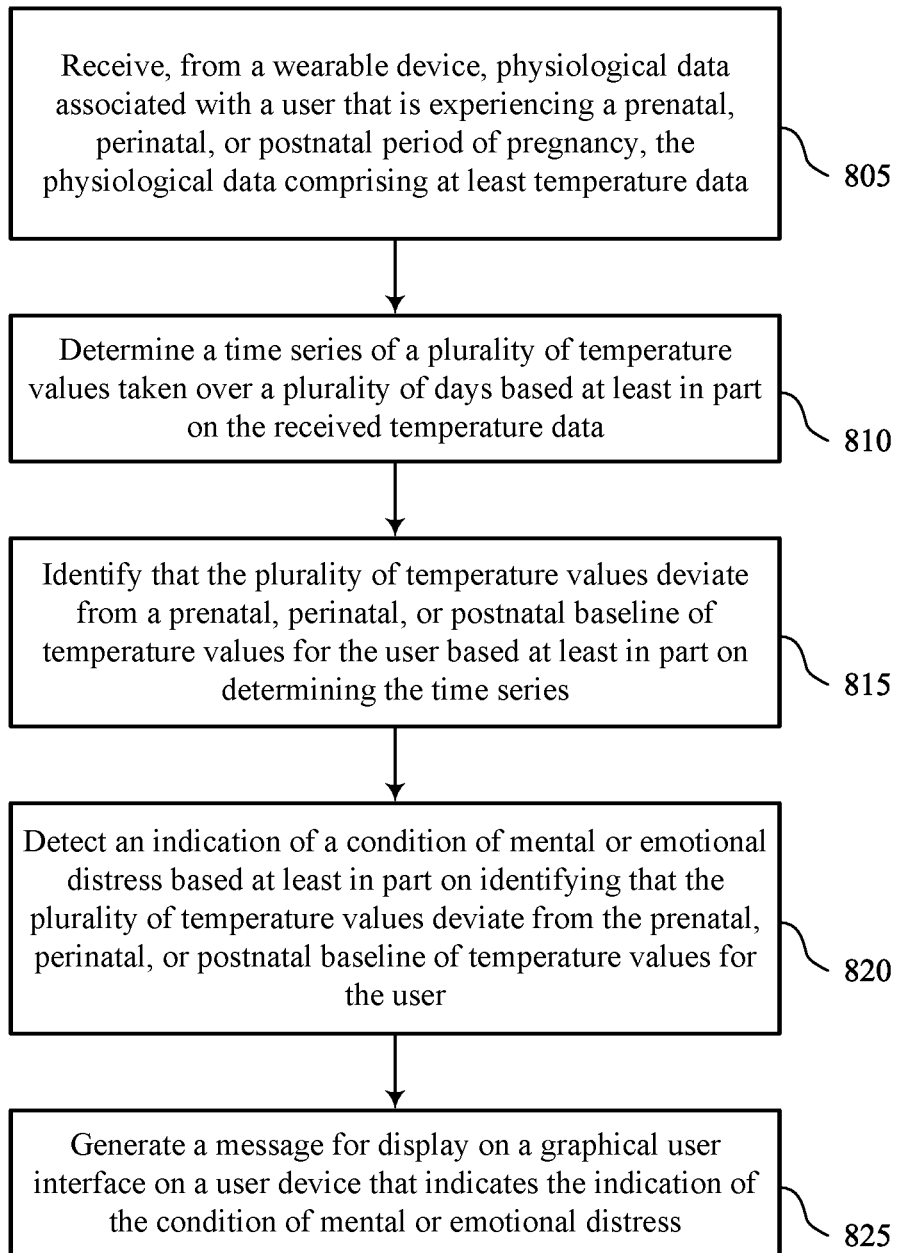 Receive, from a wearable device, physiological data
associated with a user that is experiencing a prenatal,
perinatal, or postnatal period of pregnancy, the
physiological data comprising at least temperature data
805
Determine a time series of a plurality of temperature
values taken over a plurality of days based at least in part
on the received temperature data
810
Identify that the plurality of temperature values deviate
from a prenatal, perinatal, or postnatal baseline of
temperature values for the user based at least in part on
determining the time series
815
Detect an indication of a condition of mental or emotional
distress based at least in part on identifying that the
plurality of temperature values deviate from the prenatal,
perinatal, or postnatal baseline of temperature values for
the user
820
Generate a message for display on a graphical user
interface on a user device that indicates the indication of
the condition of mental or emotional distress
825